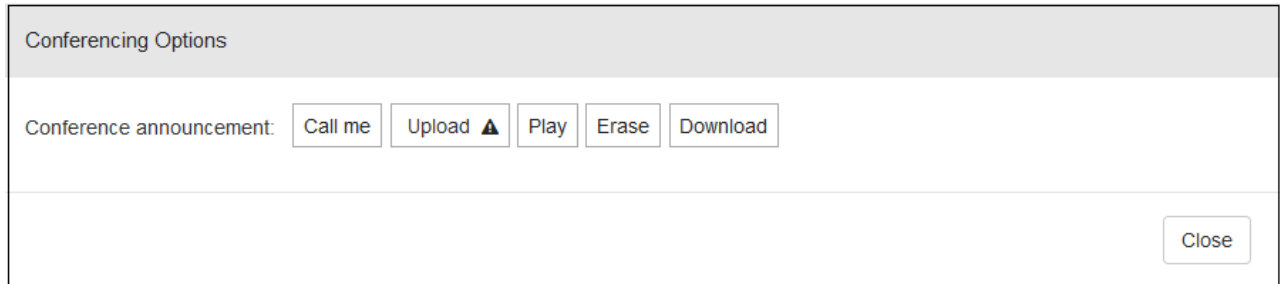 Conferencing Options
Conference announcement: Call me Upload Play Erase Download
Close